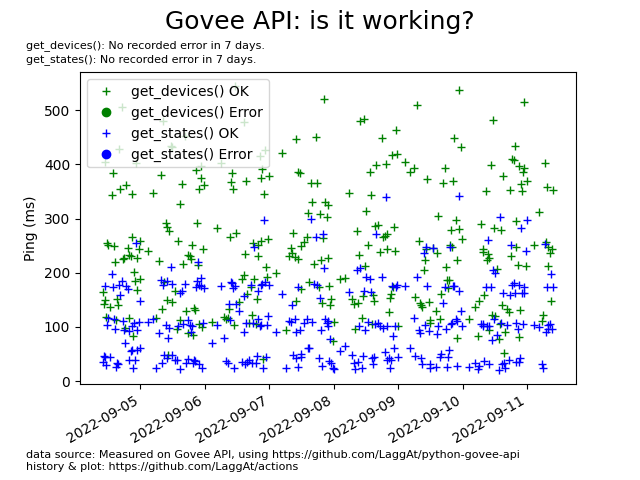 Govee API: is it working?
get_devices(): No recorded error in 7 days.
get_states(): No recorded error in 7 days.
get_devices() OK
get_devices() Error
get_states() OK
get_states() Error
Ping (ms)
500
400
300
200
100
0
2022-09-05
2022-09-06
2022-09-07
2022-09-08
2022-09-09
2022-09-10
2022-09-11
data source: Measured on Govee API, using https://github.com/LaggAt/python-govee-api
history & plot: https://github.com/LaggAt/actions